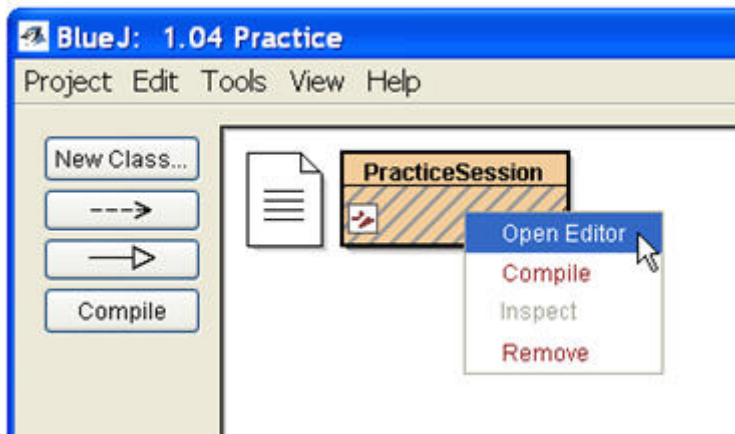 BlueJ: 1.04 Practice
Project Edit Tools View Help
New Class...
PracticeSession
Open Editor
Compile
Inspect
Compile
Remove